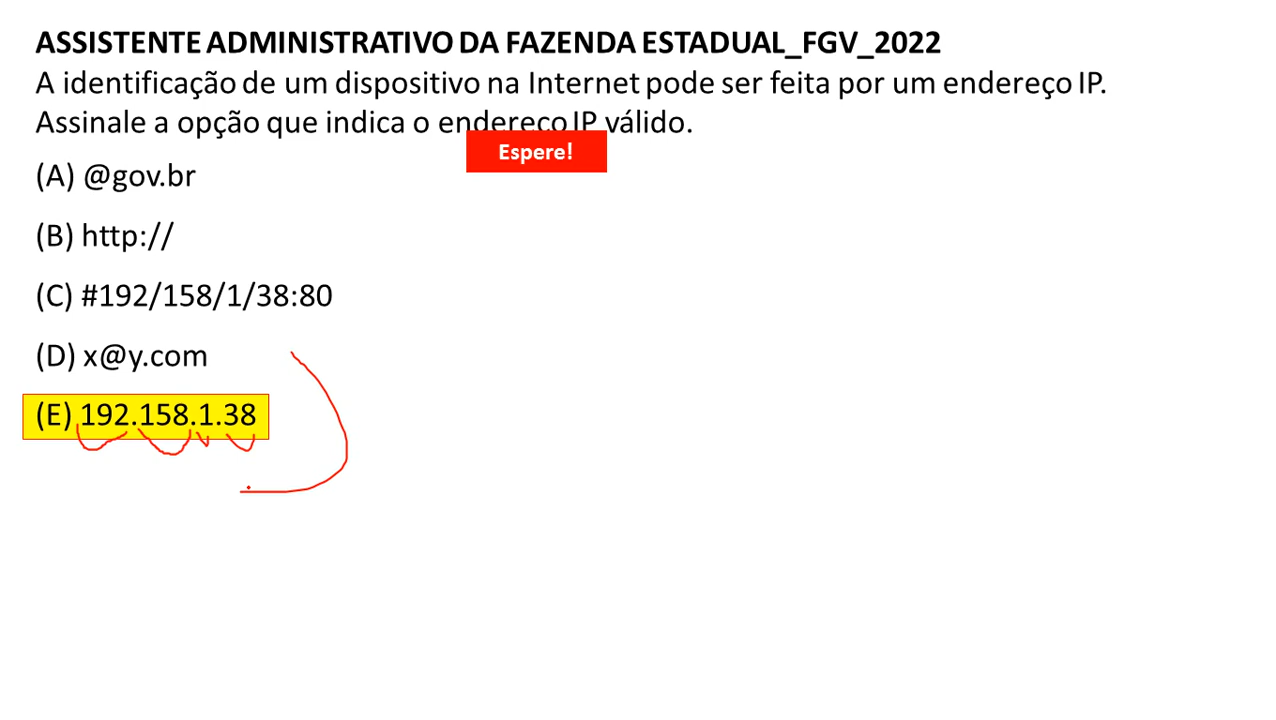 ASSISTENTE ADMINISTRATIVO DA FAZENDA ESTADUAL_FGV_2022
A identificação de um dispositivo na Internet pode ser feita por um endereço IP.
Assinale a opção que indica o endereço IP válido.
Espere!
(A) @gov.br
(B) http://
(C) #192/158/1/38:80
(D) x@y.com
(E) 192.158.1.38